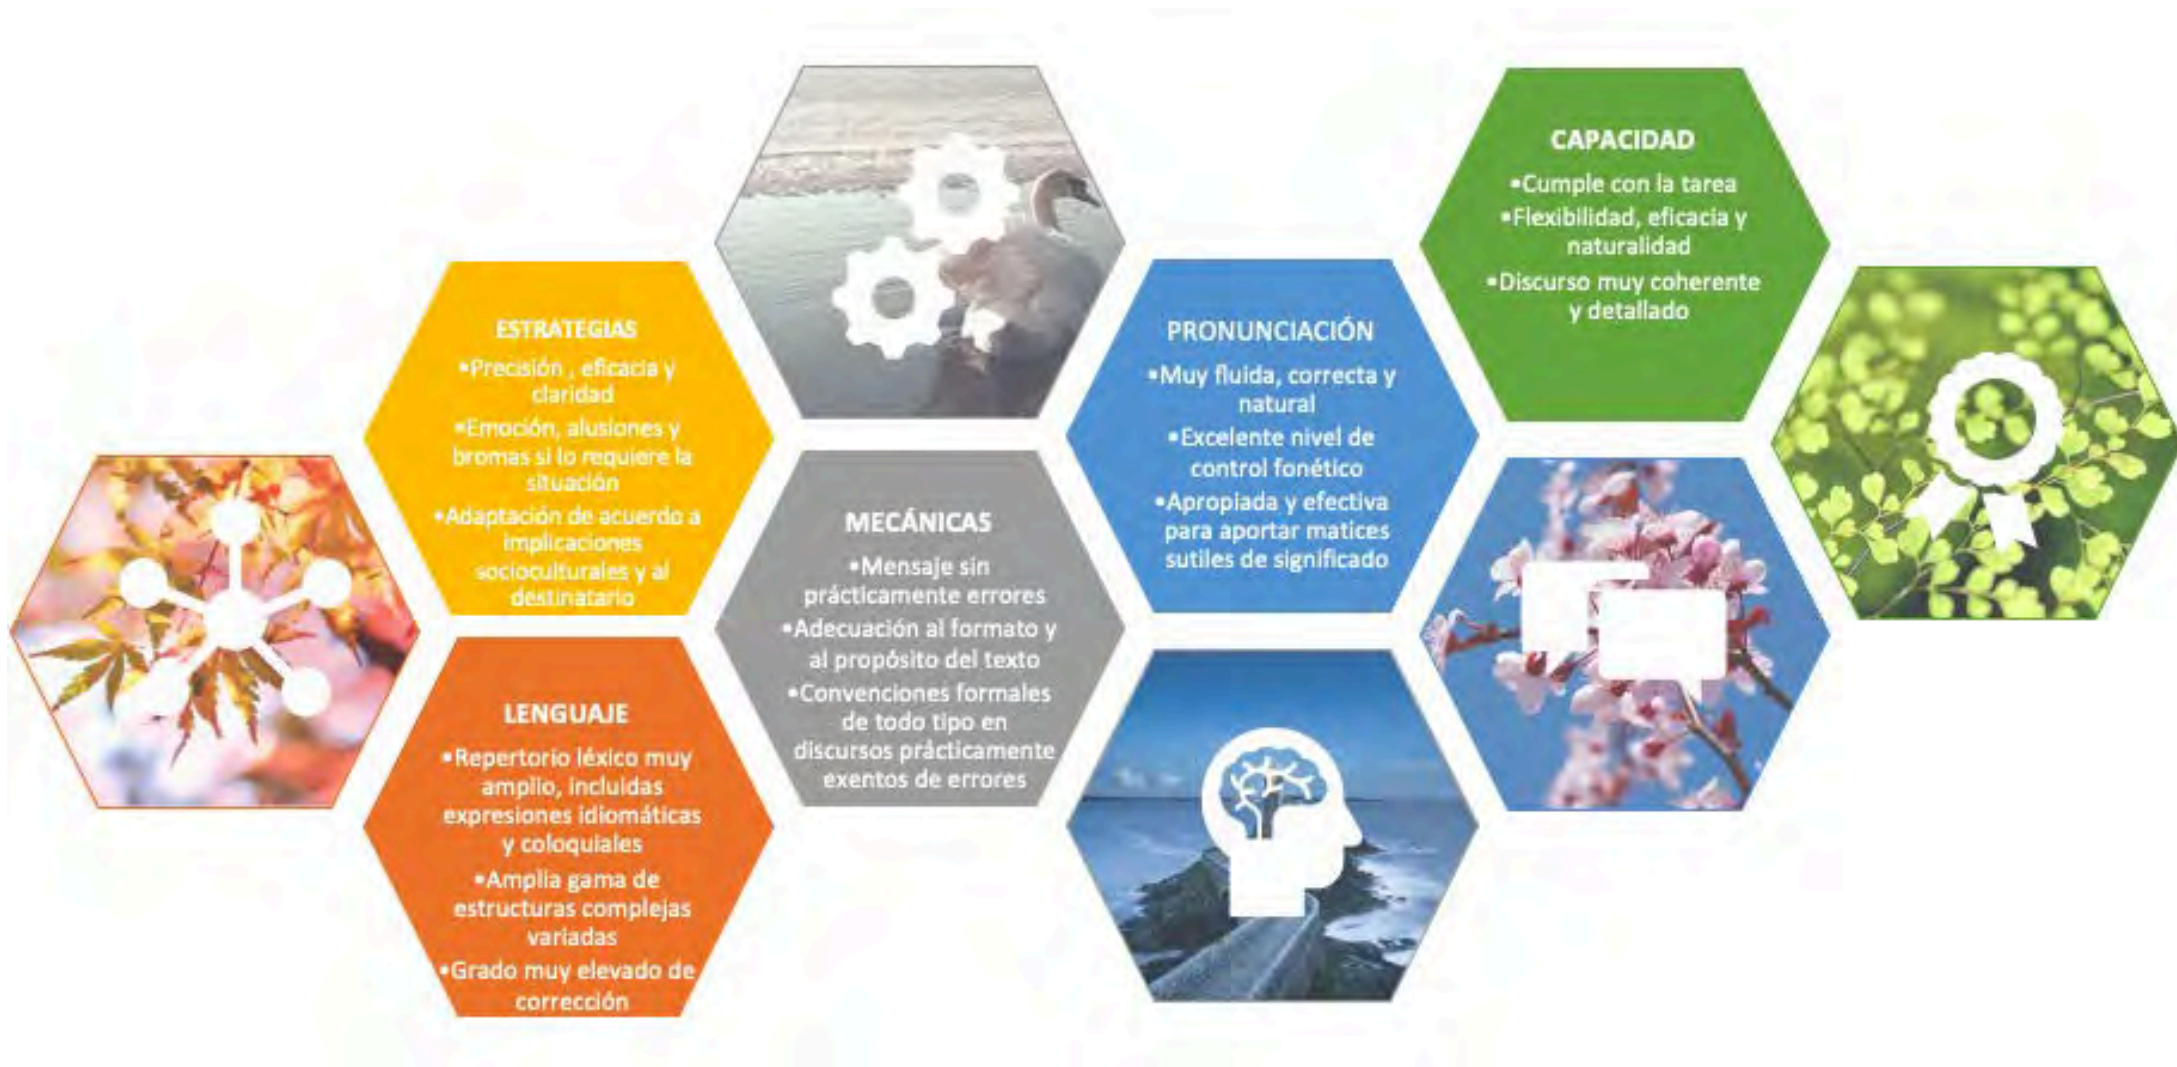 ESTRATEGIAS
•Precisión , eficacia y
claridad
•Emoción, alusiones y
bromas si lo requiere la
situación
•Adaptación de acuerdo a
implicaciones
socioculturales y al
destinatario
LENGUAJE
•Repertorio léxico muy
amplio, incluidas
expresiones idiomáticas
y coloquiales
•Amplia gama de
estructuras complejas
variadas
•Grado muy elevado de
corrección
MECÁNICAS
•Mensaje sin
prácticamente errores
•Adecuación al formato y
al propósito del texto
•Convenciones formales
de todo tipo en
discursos prácticamente
exentos de errores
PRONUNCIACIÓN
•Muy fluida, correcta y
natural
•Excelente nivel de
control fonético
•Apropiada y efectiva
para aportar matices
sutiles de significado
CAPACIDAD
•Cumple con la tarea
•Flexibilidad, eficacia y
naturalidad
•Discurso muy coherente
y detallado